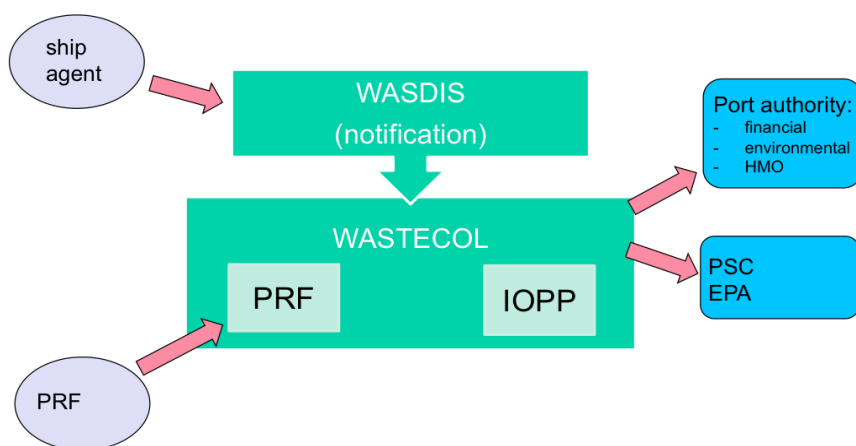 ship
agent
WASDIS
(notification)
Port authority:
- financial
- environmental
- HMO
WASTECOL
PRF
IOPP
PSC
EPA
PRF